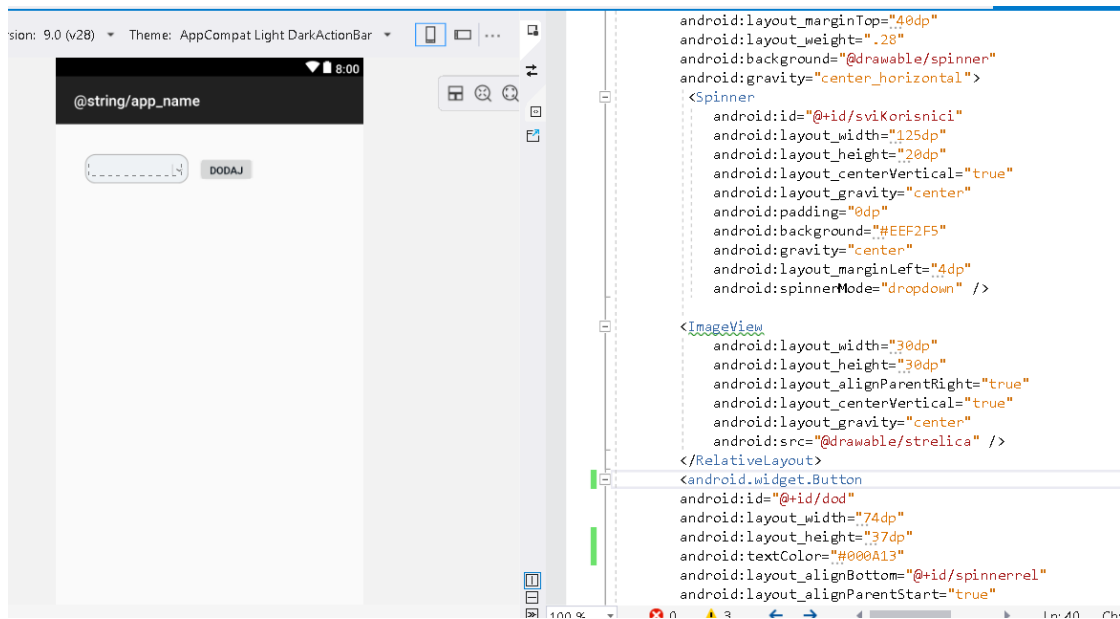 sion: 9.0 (v28) Theme: AppCompat Light DarkActionBar ...
8:00
@string/app_name
DODAJ
android:layout_marginTop="40dp"
android:layout_weight=".28"
android:background="@drawable/spinner"
android:gravity="center_horizontal">
<Spinner
android:id="@+id/sviKorisnici"
android:layout_width="125dp"
android:layout_height="20dp"
android:layout_centerVertical="true"
android:layout_gravity="center"
android:padding="0dp"
android:background="#EEF2F5"
android:gravity="center"
android:layout_marginLeft="4dp"
android:spinnerMode="dropdown" />
<ImageView
android:layout_width="30dp"
android:layout_height="30dp"
android:layout_alignParentRight="true"
android:layout_centerVertical="true"
android:layout_gravity="center"
android:src="@drawable/strelica" />
</RelativeLayout>
<android.widget.Button
android:id="@+id/dod"
android:layout_width="74dp"
android:layout_height="37dp"
android:textColor="#000A13"
android:layout_alignBottom="@+id/spinnerrel"
android:layout_alignParentStart="true"
100 % 0 3 Ln:40 Ch